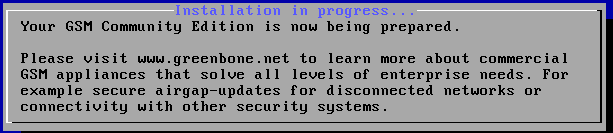 Installation in progress...
Your GSM Community Edition is now being prepared.
Please visit www.greenbone.net to learn more about commercial
GSM appliances that solve all levels of enterprise needs. For
example secure airgap-updates for disconnected networks or
connectivity with other security systems.